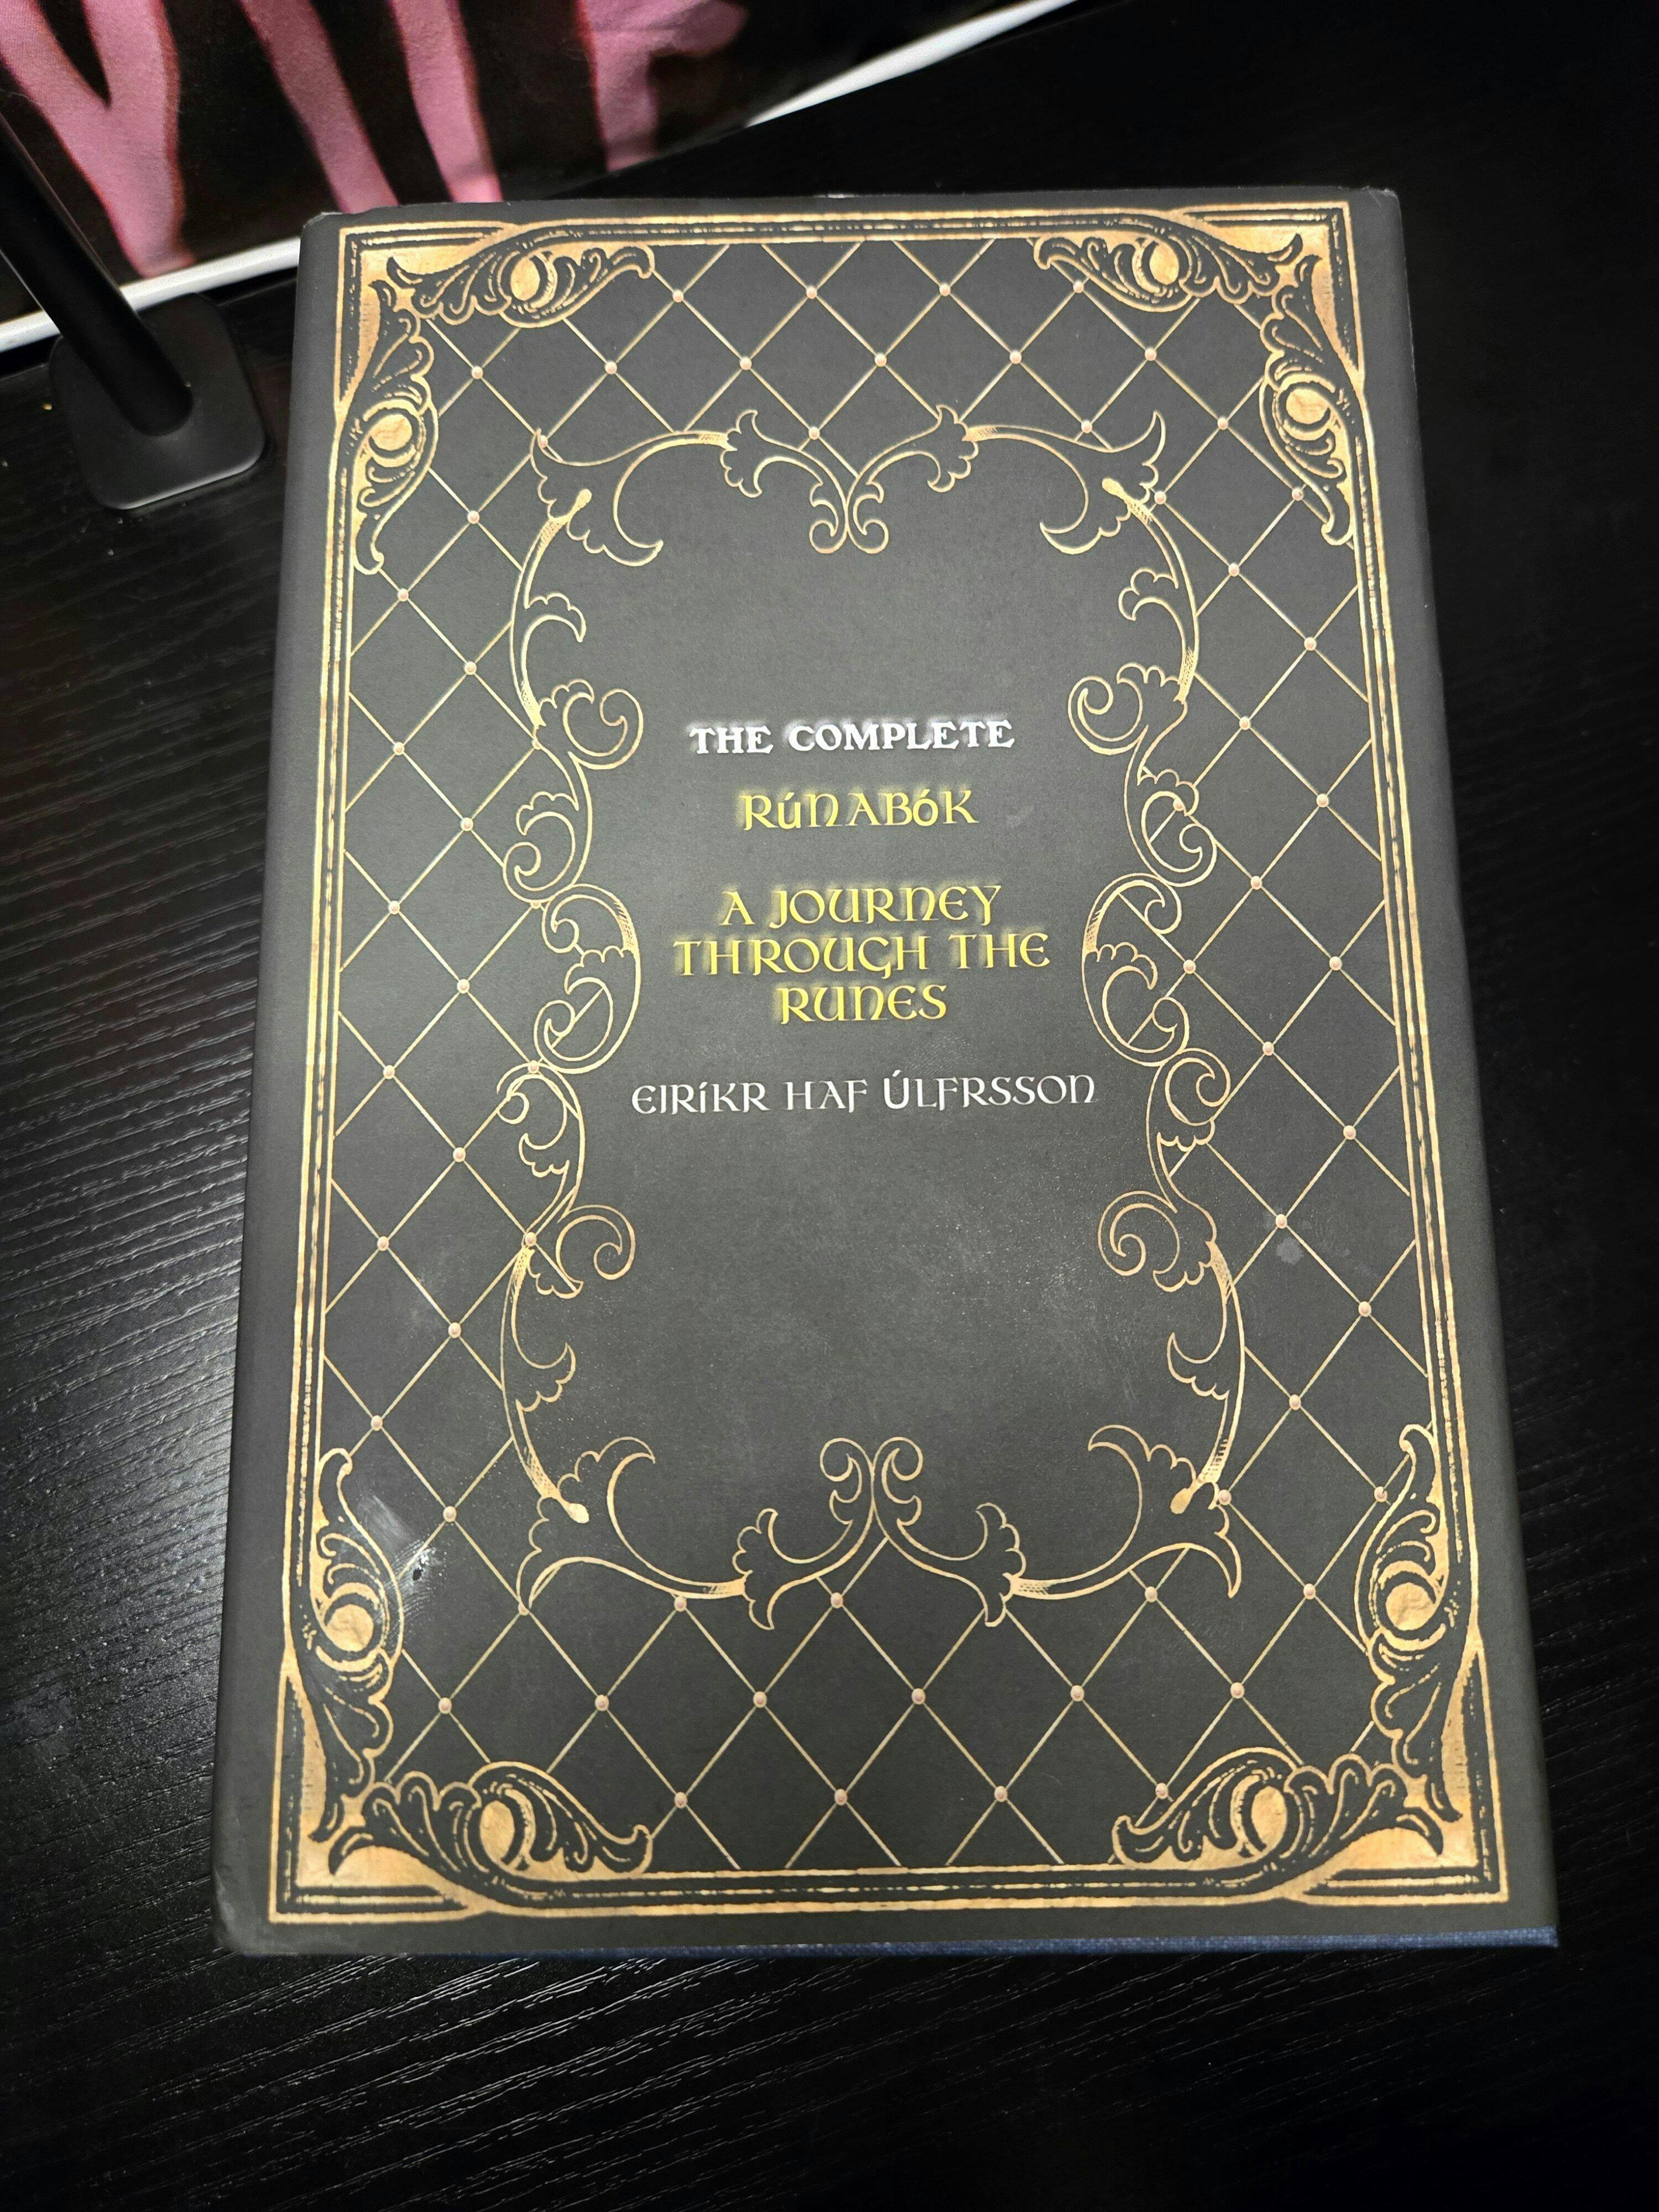 THE COMPLETE
RÚNABÓK
A JOURNEY
THROUGH THE
RUNES
EIRÍKR HAF ÚLFRSSON